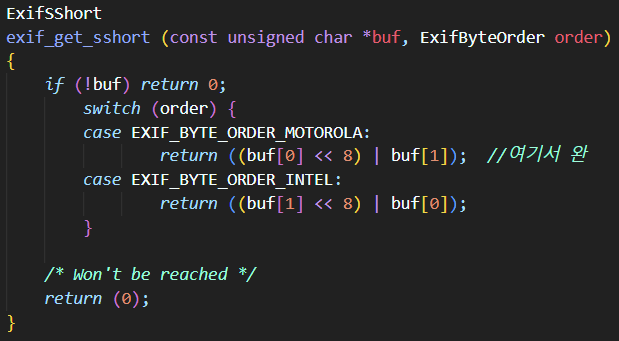 ExifSShort
exif_get_sshort (const unsigned char *buf, ExifByteOrder order)
{
if (!buf) return 0;
switch (order) {
case EXIF_BYTE_ORDER_MOTOROLA:
return ((buf[0] << 8) | buf[1]);  //여기서 완
case EXIF_BYTE_ORDER_INTEL:
return ((buf[1] << 8) | buf[0]);
}
/* Won't be reached */
return (0);
}